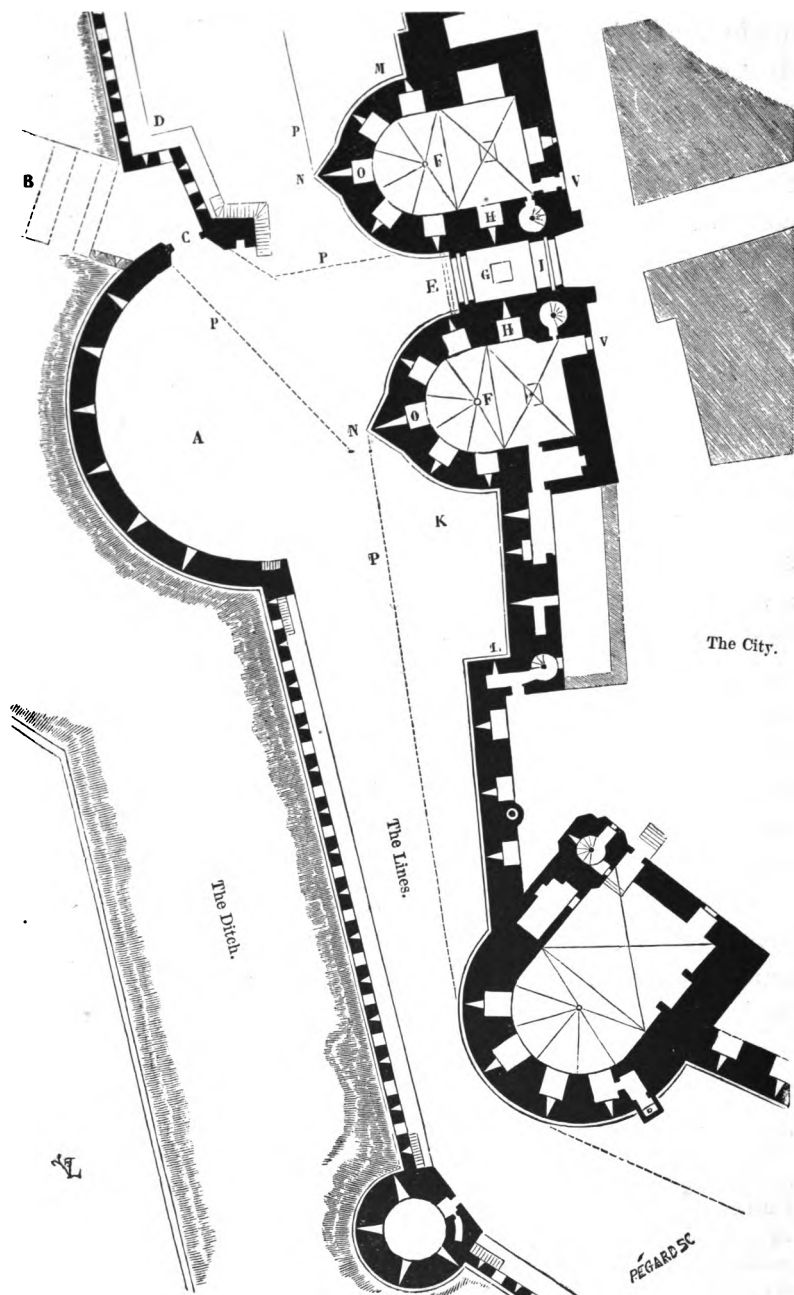 M
D
P
B
O
F
V
N
H
C
P
E
G
I
P
H
V
N
O
F
A
K
P
L
The City.
The Lines.
The Ditch.
PÉGARD SC